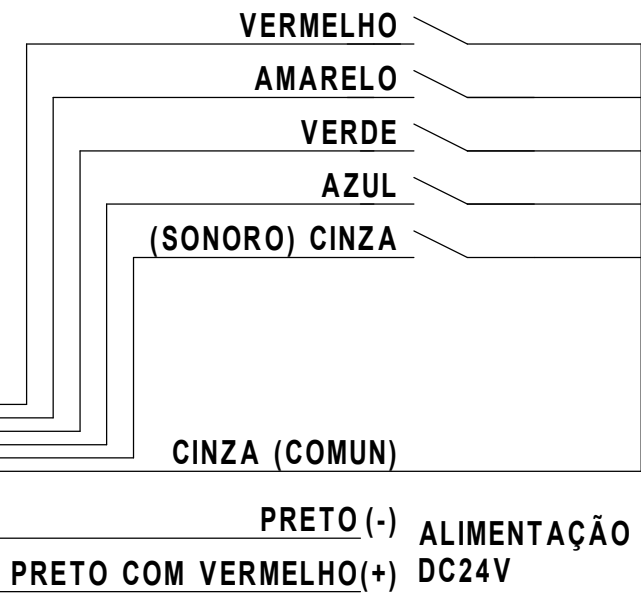 VERMELHO
AMARELO
VERDE
AZUL
(SONORO) CINZA
CINZA (COMUN)
PRETO (-)
PRETO COM VERMELHO(+)
ALIMENTAÇÃO
DC24V